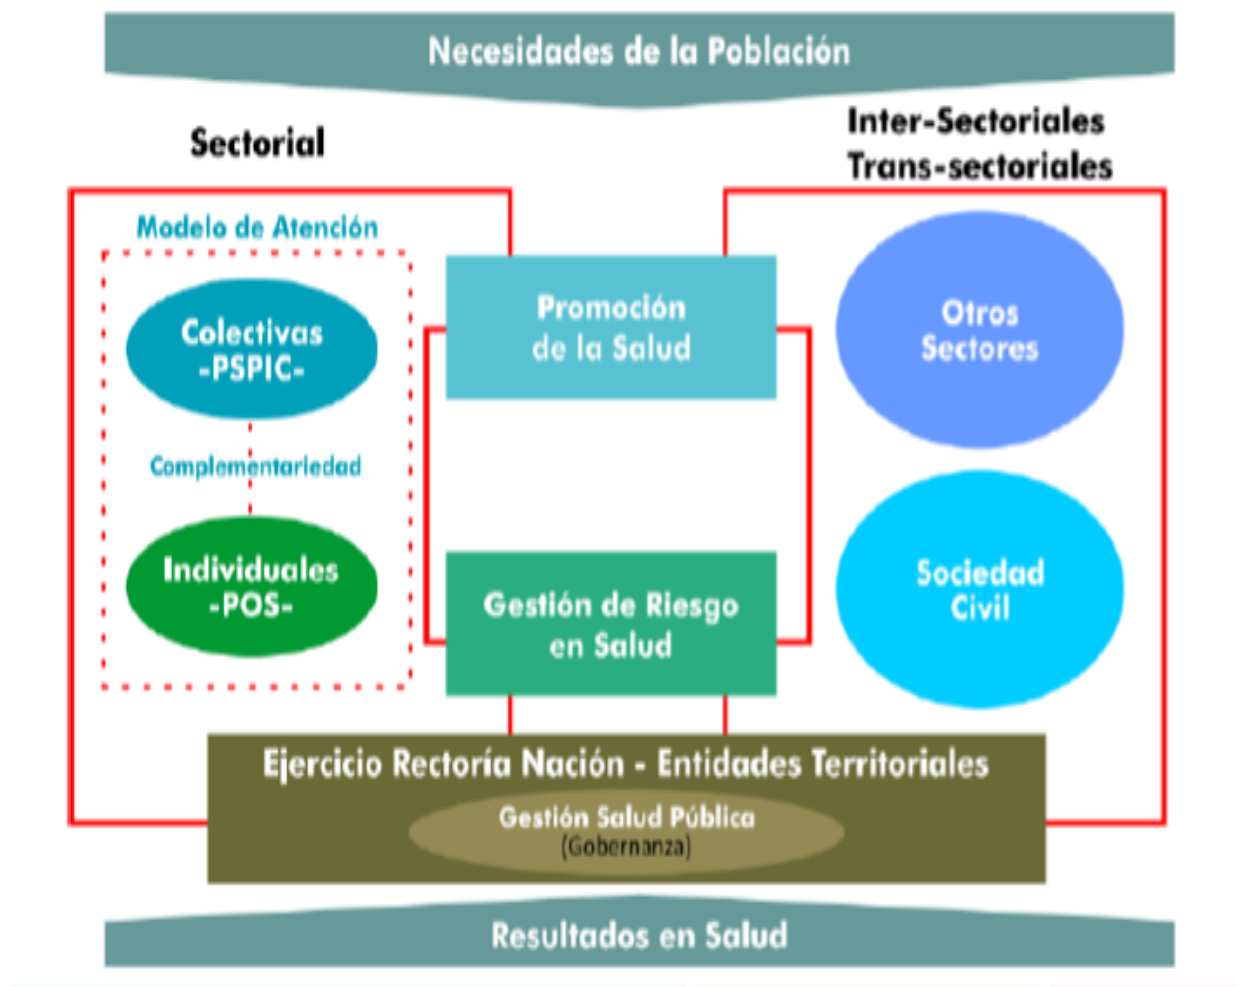 Necesidades de la Población
Sectorial
Inter-Sectoriales
Trans-sectoriales
Modelo de Atención
Colectivas
-PSPIC-
Complementariedad
Individuales
-POS-
Promoción
de la Salud
Gestión de Riesgo
en Salud
Otros
Sectores
Sociedad
Civil
Ejercicio Rectoría Nación - Entidades Territoriales
Gestión Salud Pública
(Gobernanza)
Resultados en Salud